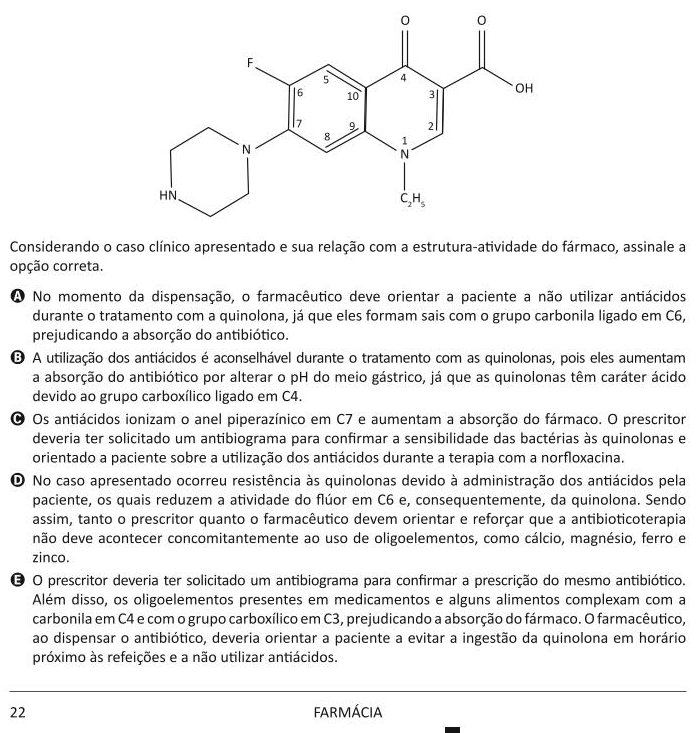 O
O
F
OH
5
4
6
10
3
7
9
2
8
1
N
N
HN
C₂H₅
Considerando o caso clínico apresentado e sua relação com a estrutura-atividade do fármaco, assinale a
opção correta.
A No momento da dispensação, o farmacêutico deve orientar a paciente a não utilizar antiácidos
durante o tratamento com a quinolona, já que eles formam sais com o grupo carbonila ligado em C6,
prejudicando a absorção do antibiótico.
B A utilização dos antiácidos é aconselhável durante o tratamento com as quinolonas, pois eles aumentam
a absorção do antibiótico por alterar o pH do meio gástrico, já que as quinolonas têm caráter ácido
devido ao grupo carboxílico ligado em C4.
C Os antiácidos ionizam o anel piperazínico em C7 e aumentam a absorção do fármaco. O prescritor
deveria ter solicitado um antibiograma para confirmar a sensibilidade das bactérias às quinolonas e
orientado a paciente sobre a utilização dos antiácidos durante a terapia com a norfloxacina.
D No caso apresentado ocorreu resistência às quinolonas devido à administração dos antiácidos pela
paciente, os quais reduzem a atividade do flúor em C6 e, consequentemente, da quinolona. Sendo
assim, tanto o prescritor quanto o farmacêutico devem orientar e reforçar que a antibioticoterapia
não deve acontecer concomitantemente ao uso de oligoelementos, como cálcio, magnésio, ferro e
zinco.
E O prescritor deveria ter solicitado um antibiograma para confirmar a prescrição do mesmo antibiótico.
Além disso, os oligoelementos presentes em medicamentos e alguns alimentos complexam com a
carbonila em C4 e com o grupo carboxílico em C3, prejudicando a absorção do fármaco. O farmacêutico,
ao dispensar o antibiótico, deveria orientar a paciente a evitar a ingestão da quinolona em horário
próximo às refeições e a não utilizar antiácidos.
22 FARMÁCIA